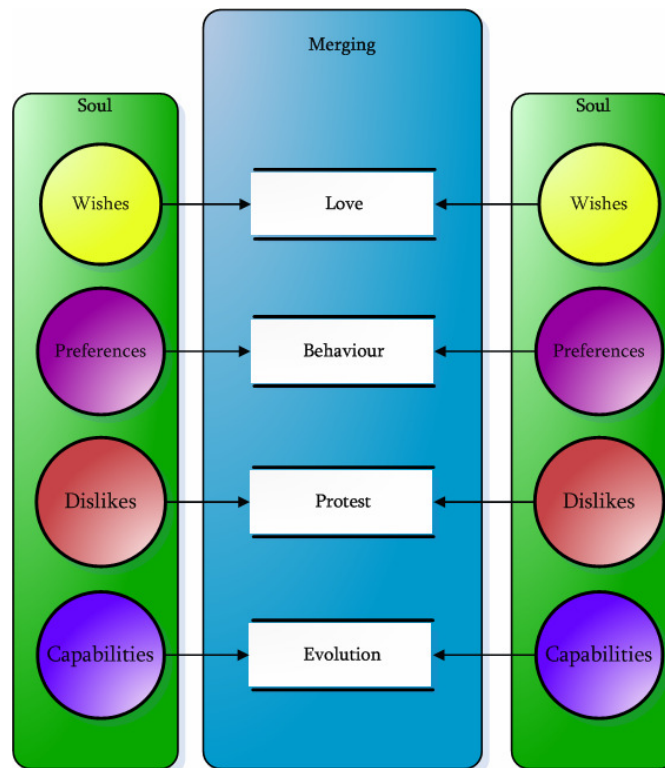 Merging
Soul
Soul
Wishes
Love
Wishes
Preferences
Behaviour
Preferences
Dislikes
Protest
Dislikes
Capabilities
Evolution
Capabilities